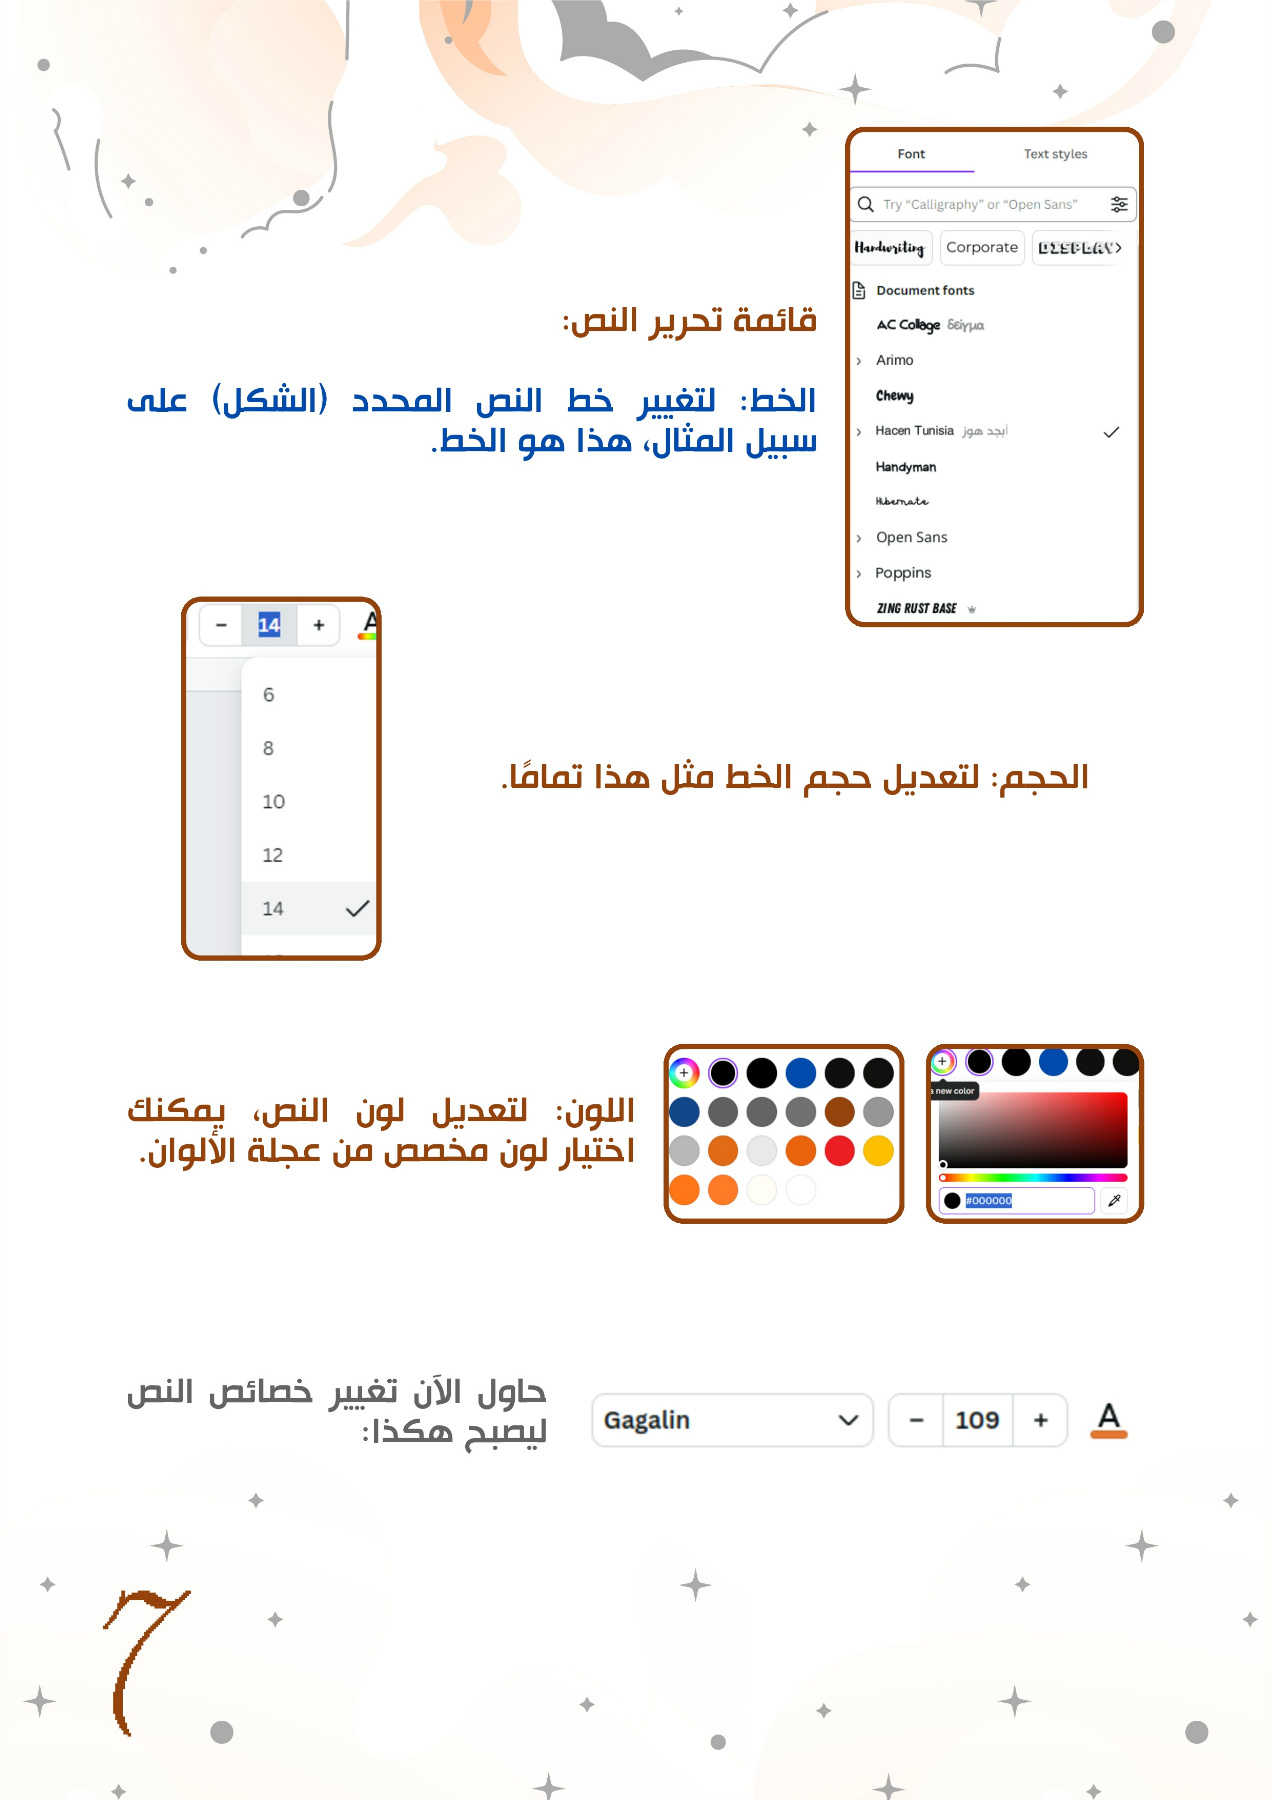 Font Text styles
Try “Calligraphy” or “Open Sans”
Handwriting Corporate DISPLAY
Document fonts
AC Collage δείγμα
Arimo
Chewy
Hacen Tunisia أبجد هوز
Handyman
Hibernate
Open Sans
Poppins
ZING RUST BASE
قائمة تحرير النص:
الخط: لتغيير خط النص المحدد (الشكل) على
سبيل المثال، هذا هو الخط.
− 14 + A
6
8
10
12
14
الحجم: لتعديل حجم الخط مثل هذا تمامًا.
new color
#000000
اللون: لتعديل لون النص، يمكنك
اختيار لون مخصص من عجلة الألوان.
حاول الآن تغيير خصائص النص
ليصبح هكذا:
Gagalin − 109 + A
7